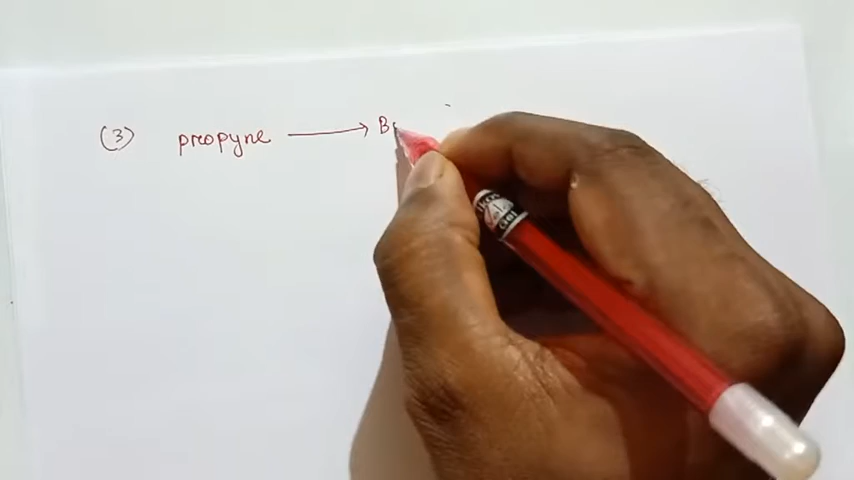 (3) propyne → B